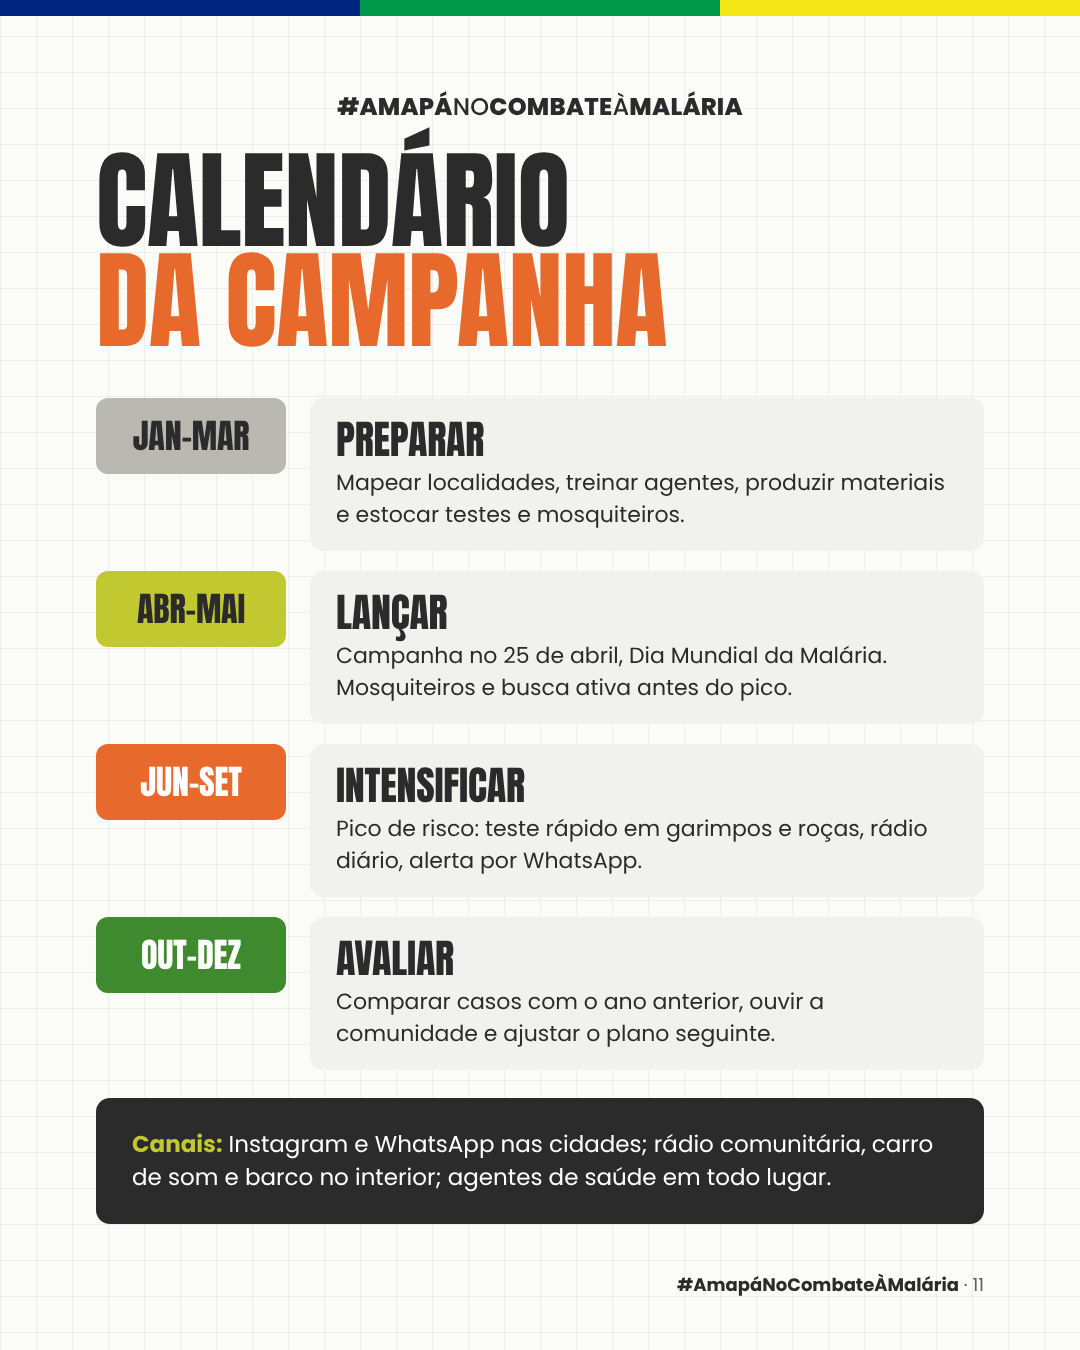 #AMAPÁNOCOMBATEÀMALÁRIA
CALENDÁRIO
DA CAMPANHA
JAN-MAR
PREPARAR
Mapear localidades, treinar agentes, produzir materiais
e estocar testes e mosquiteiros.
ABR-MAI
LANÇAR
Campanha no 25 de abril, Dia Mundial da Malária.
Mosquiteiros e busca ativa antes do pico.
JUN-SET
INTENSIFICAR
Pico de risco: teste rápido em garimpos e roças, rádio
diário, alerta por WhatsApp.
OUT-DEZ
AVALIAR
Comparar casos com o ano anterior, ouvir a
comunidade e ajustar o plano seguinte.
Canais: Instagram e WhatsApp nas cidades; rádio comunitária, carro
de som e barco no interior; agentes de saúde em todo lugar.
#AmapáNoCombateÀMalária · 11